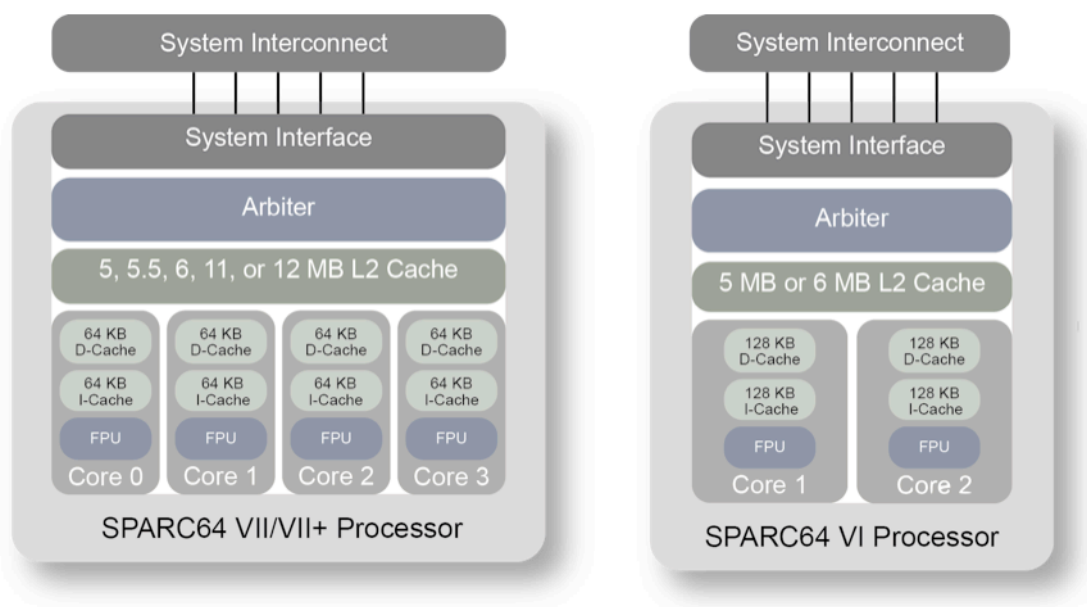 System Interconnect
System Interface
Arbiter
5, 5.5, 6, 11, or 12 MB L2 Cache
64 KB
D-Cache
64 KB
I-Cache
FPU
Core 0
64 KB
D-Cache
64 KB
I-Cache
FPU
Core 1
64 KB
D-Cache
64 KB
I-Cache
FPU
Core 2
64 KB
D-Cache
64 KB
I-Cache
FPU
Core 3
SPARC64 VII/VII+ Processor
System Interconnect
System Interface
Arbiter
5 MB or 6 MB L2 Cache
128 KB
D-Cache
128 KB
I-Cache
FPU
Core 1
128 KB
D-Cache
128 KB
I-Cache
FPU
Core 2
SPARC64 VI Processor